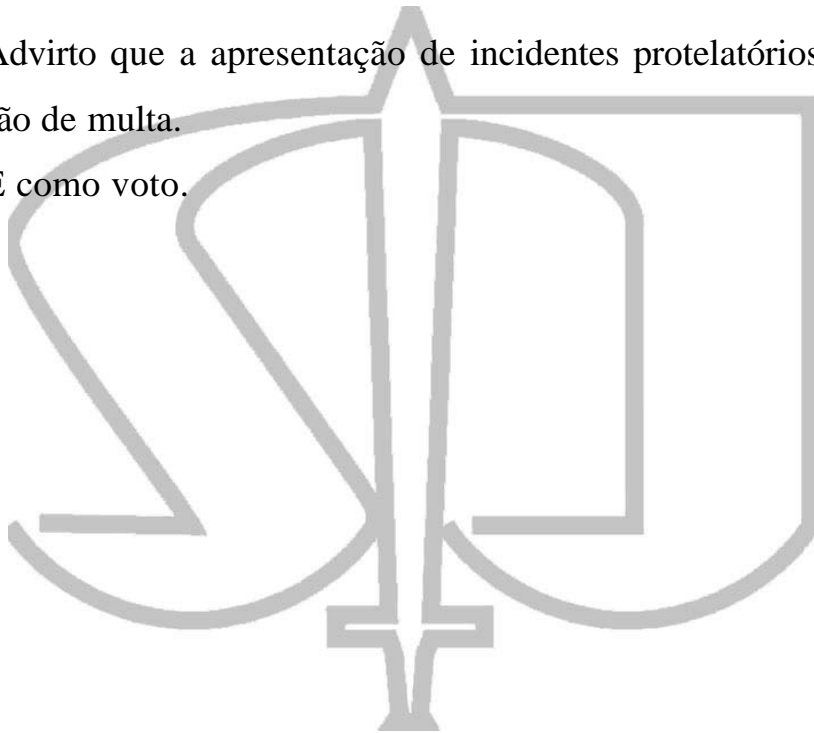 Advirto que a apresentação de incidentes protelatórios
ão de multa.
É como voto.